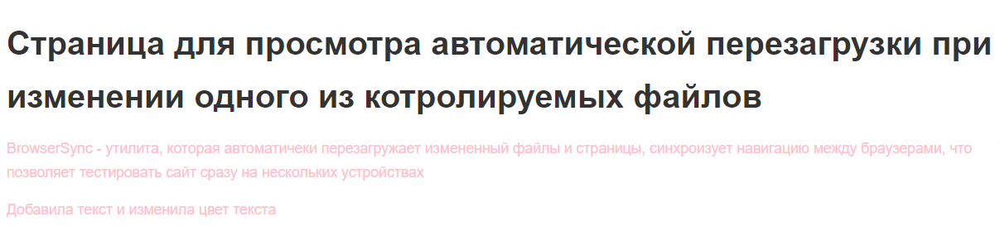 Страница для просмотра автоматической перезагрузки при
изменении одного из котролируемых файлов
BrowserSync - утилита, которая автоматичеки перезагружает измененный файлы и страницы, синхроизует навигацию между браузерами, что
позволяет тестировать сайт сразу на нескольких устройствах
Добавила текст и изменила цвет текста